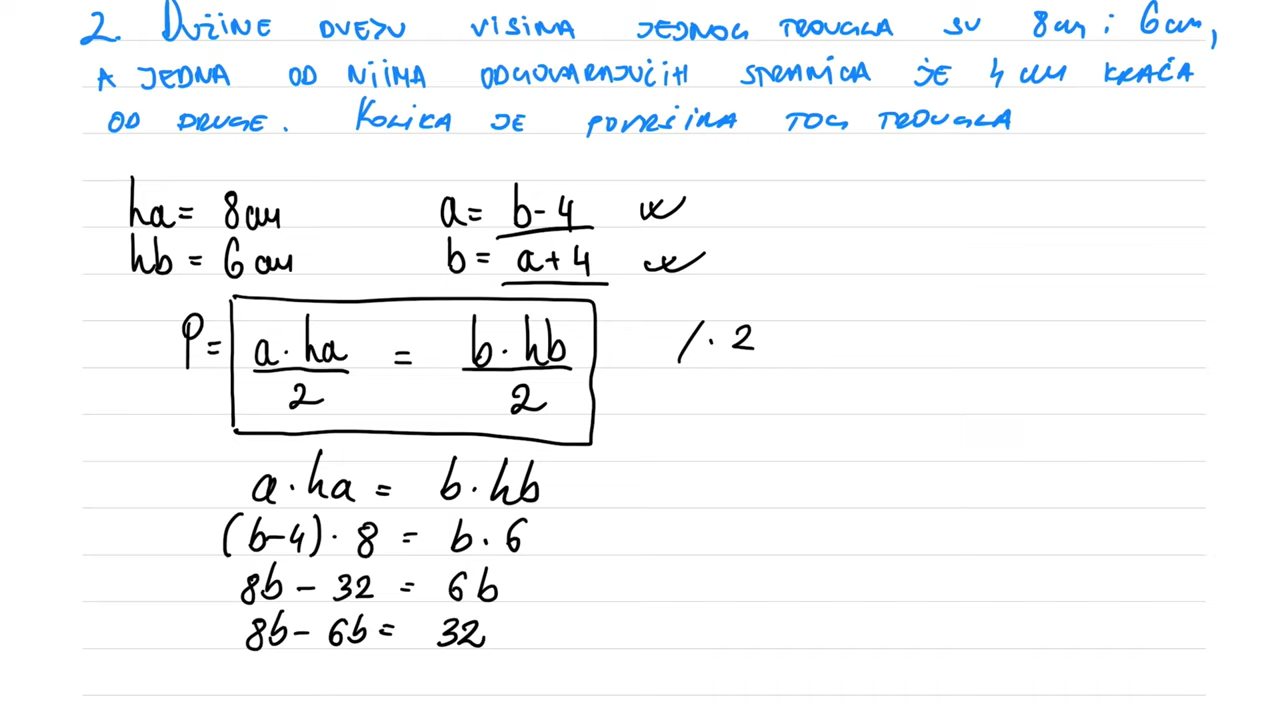 2. DUŽINE DVEJU VISINA JEDNOG TROUGLA SU 8cm i 6cm,
A JEDNA OD NJIMA ODGOVARAJUĆIH STRANICA JE 4 cm KRAĆA
OD DRUGE. KOLIKA JE POVRŠINA TOG TROUGLA
ha = 8cm a = b - 4
hb = 6cm b = a + 4
P = a · ha / 2 = b · hb / 2 / · 2
a · ha = b · hb
(b-4) · 8 = b · 6
8b - 32 = 6b
8b - 6b = 32